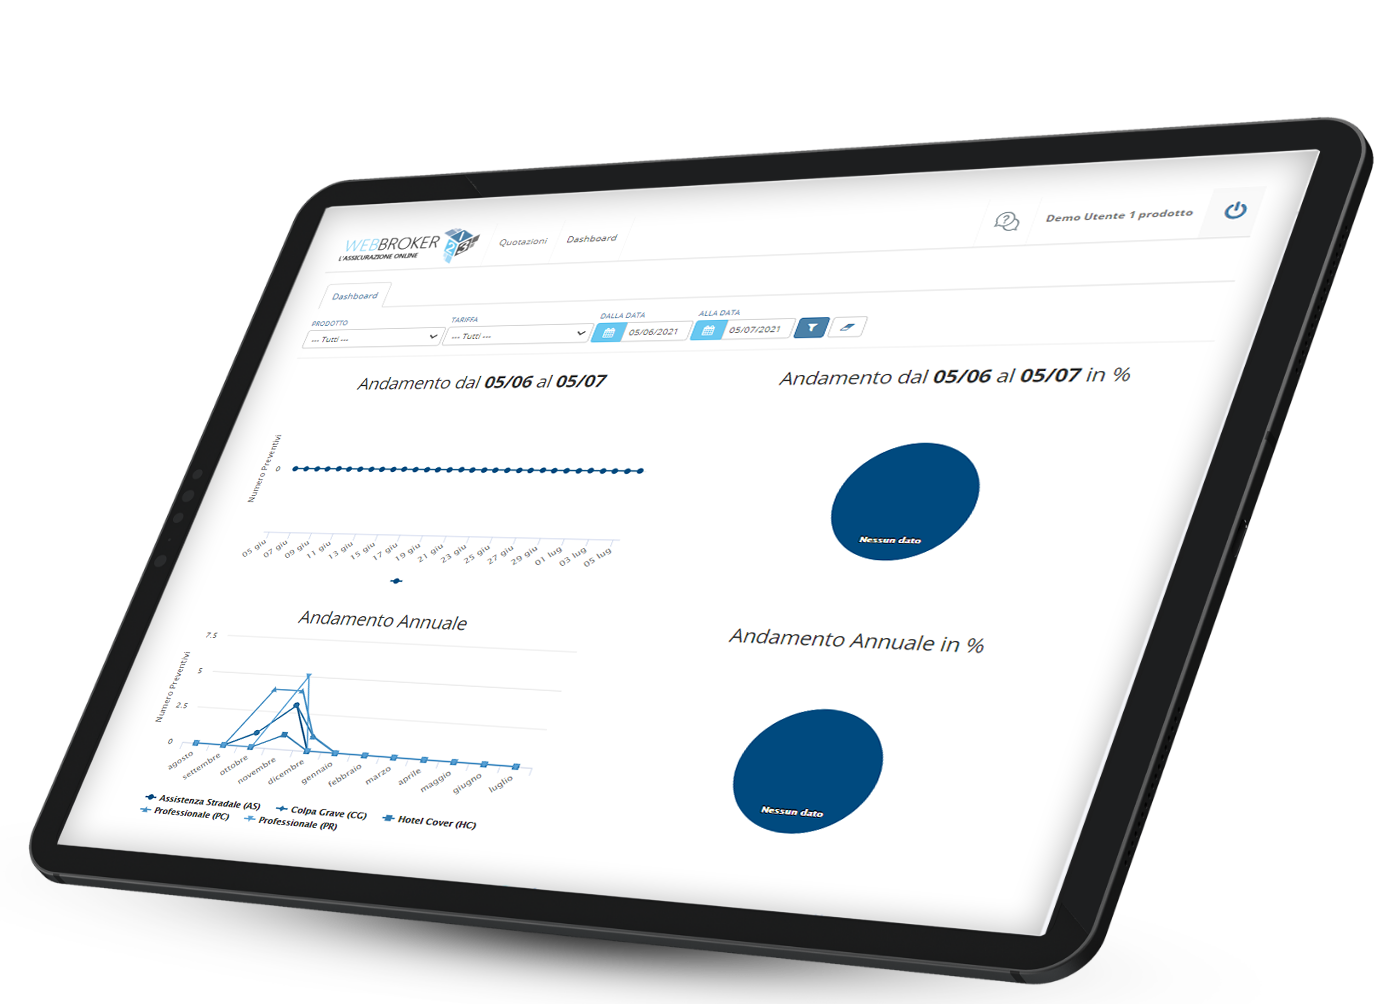 WEBBROKER 123
L'ASSICURAZIONE ONLINE
Quotazioni
Dashboard
Demo Utente 1 prodotto
Dashboard
PRODOTTO
TARIFFA
DALLA DATA
ALLA DATA
--- Tutti ---
--- Tutti ---
05/06/2021
05/07/2021
Andamento dal 05/06 al 05/07
Numero Preventivi
0
05 giu
07 giu
09 giu
11 giu
13 giu
15 giu
17 giu
19 giu
21 giu
23 giu
25 giu
27 giu
29 giu
01 lug
03 lug
05 lug
Andamento dal 05/06 al 05/07 in %
Nessun dato
Andamento Annuale
Numero Preventivi
7.5
5
2.5
0
agosto
settembre
ottobre
novembre
dicembre
gennaio
febbraio
marzo
aprile
maggio
giugno
luglio
Assistenza Stradale (AS)
Colpa Grave (CG)
Hotel Cover (HC)
Professionale (PC)
Professionale (PR)
Andamento Annuale in %
Nessun dato